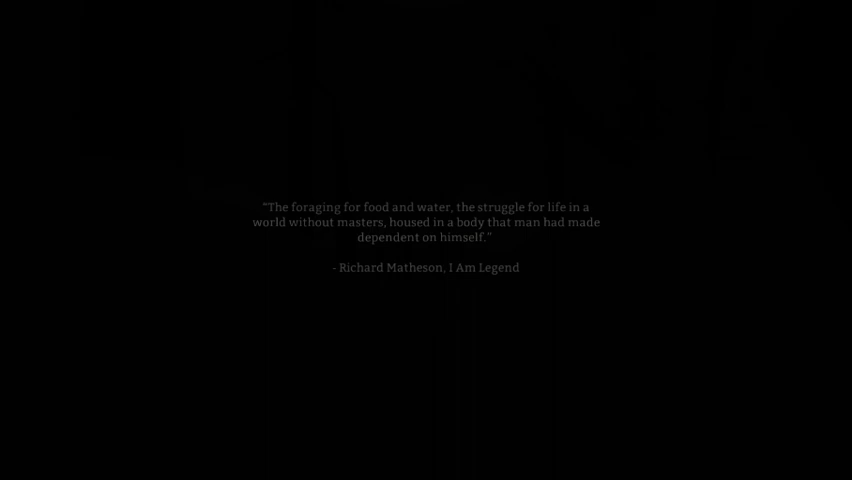 "The foraging for food and water, the struggle for life in a
world without masters, housed in a body that man had made
dependent on himself."
- Richard Matheson, I Am Legend